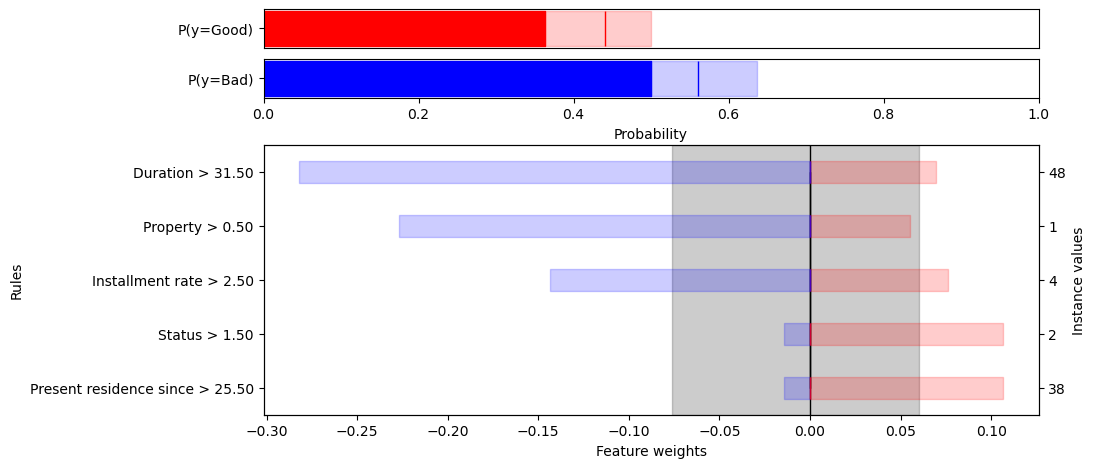 P(y=Good)
P(y=Bad)
0.0 0.2 0.4 0.6 0.8 1.0
Probability
Duration > 31.50 48
Property > 0.50 1
Installment rate > 2.50 4
Status > 1.50 2
Present residence since > 25.50 38
Rules
Instance values
−0.30 −0.25 −0.20 −0.15 −0.10 −0.05 0.00 0.05 0.10
Feature weights